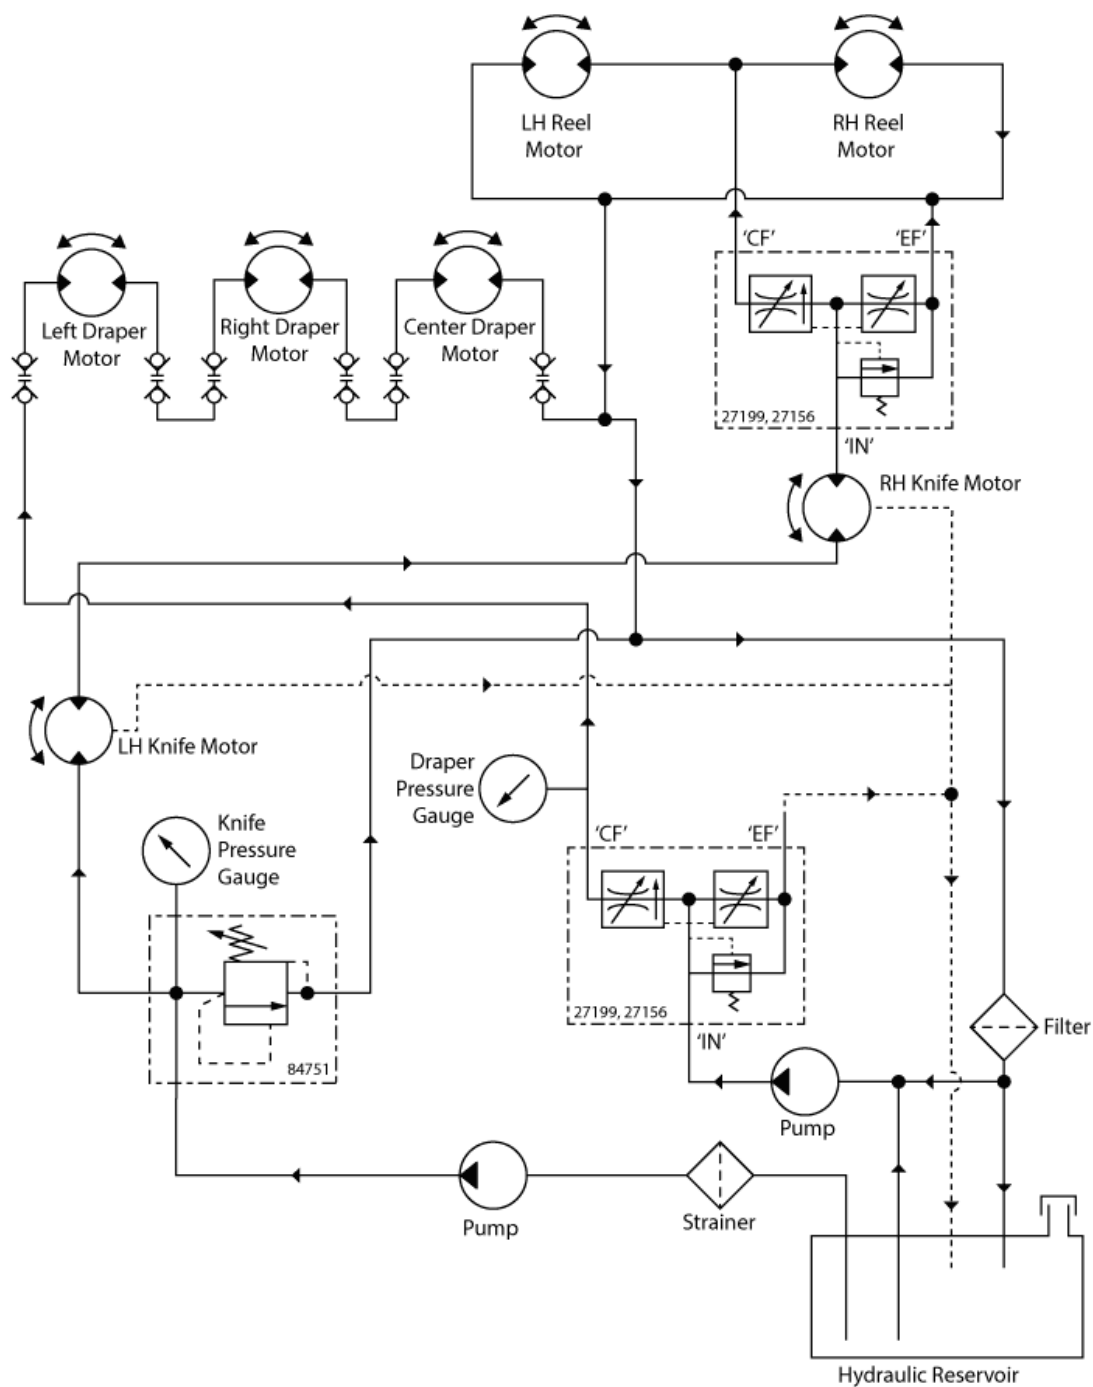 LH Reel
Motor
RH Reel
Motor
'CF'
'EF'
Left Draper
Motor
Right Draper
Motor
Center Draper
Motor
27199, 27156
'IN'
RH Knife Motor
LH Knife Motor
Draper
Pressure
Gauge
Knife
Pressure
Gauge
'CF'
'EF'
27199, 27156
'IN'
84751
Filter
Pump
Pump
Strainer
Hydraulic Reservoir